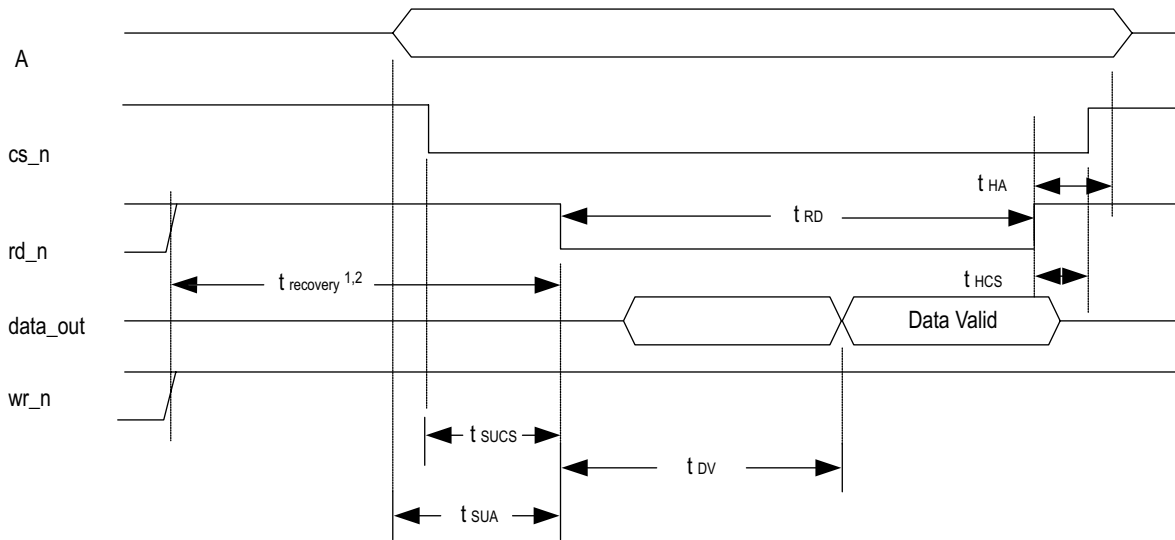 A
cs_n
t HA
t RD
rd_n
t recovery 1,2
t HCS
data_out
Data Valid
wr_n
t SUCS
t DV
t SUA